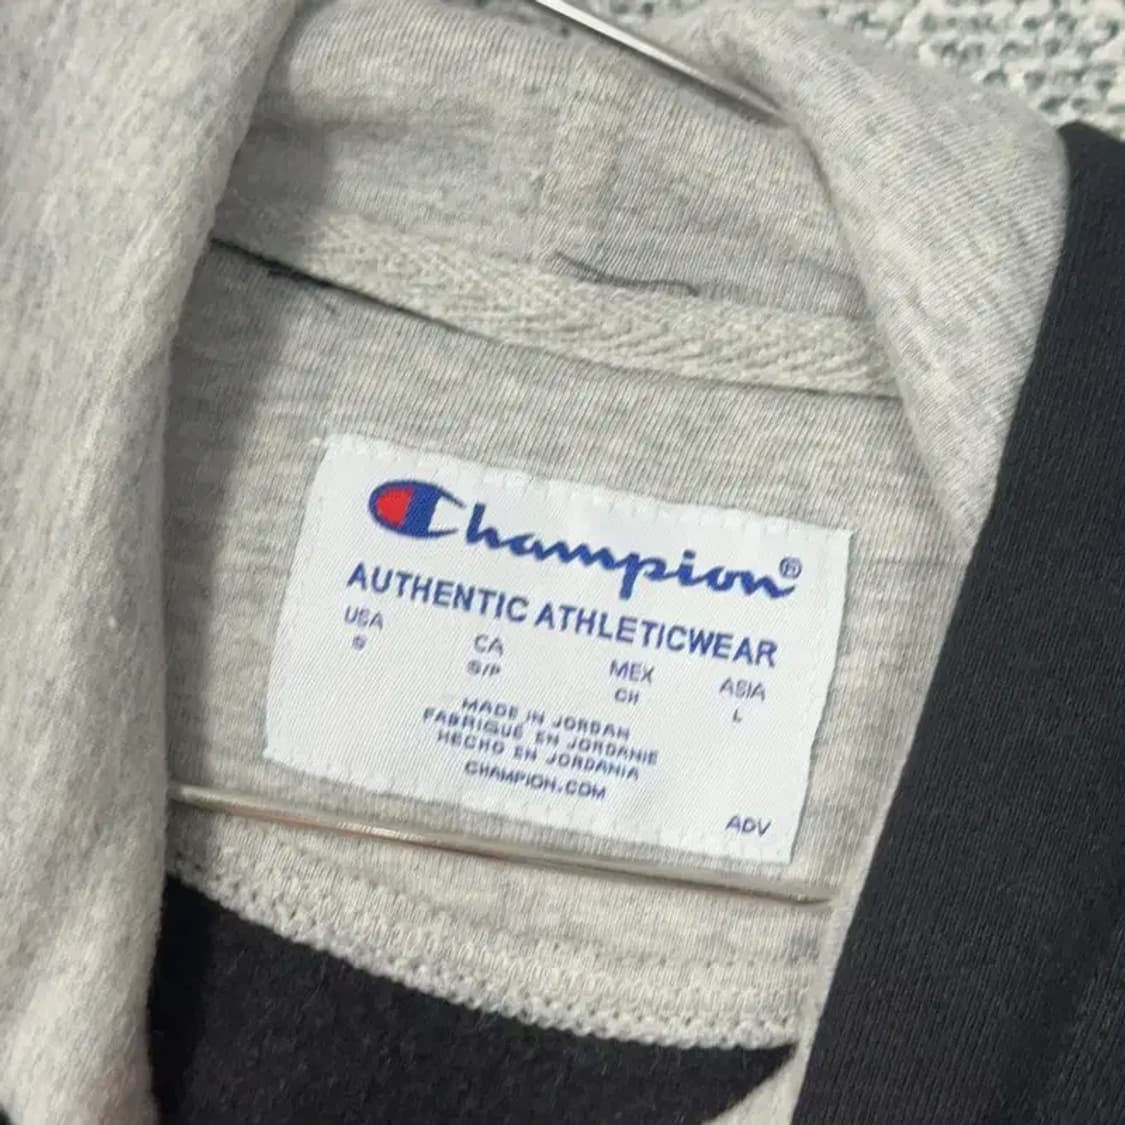 Champion®
AUTHENTIC ATHLETICWEAR
USA CA MEX ASIA
S S/P CH L
MADE IN JORDAN
FABRIQUE EN JORDANIE
HECHO EN JORDANIA
CHAMPION.COM
ADV